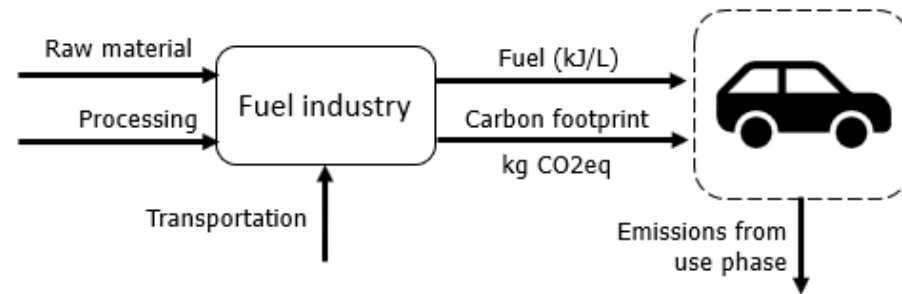 Raw material
Processing
Transportation
Fuel industry
Fuel (kJ/L)
Carbon footprint
kg CO2eq
Emissions from
use phase